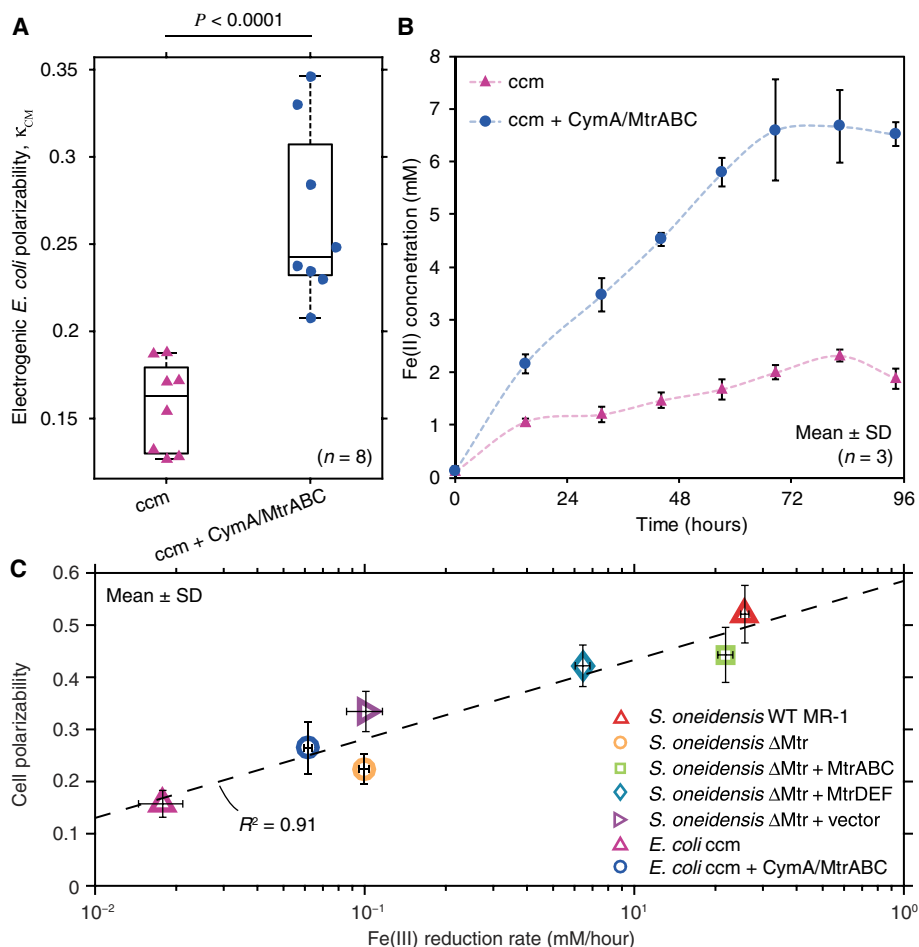 A
P < 0.0001
Electrogenic E. coli polarizability, κCM
0.35
0.3
0.25
0.2
0.15
(n = 8)
ccm
ccm + CymA/MtrABC
B
ccm
ccm + CymA/MtrABC
Fe(II) concnetration (mM)
8
7
6
5
4
3
2
1
0
Mean ± SD
(n = 3)
0 24 48 72 96
Time (hours)
C
Mean ± SD
Cell polarizability
0.6
0.5
0.4
0.3
0.2
0.1
0
R² = 0.91
S. oneidensis WT MR-1
S. oneidensis ΔMtr
S. oneidensis ΔMtr + MtrABC
S. oneidensis ΔMtr + MtrDEF
S. oneidensis ΔMtr + vector
E. coli ccm
E. coli ccm + CymA/MtrABC
10⁻² 10⁻¹ 10¹ 10⁰
Fe(III) reduction rate (mM/hour)